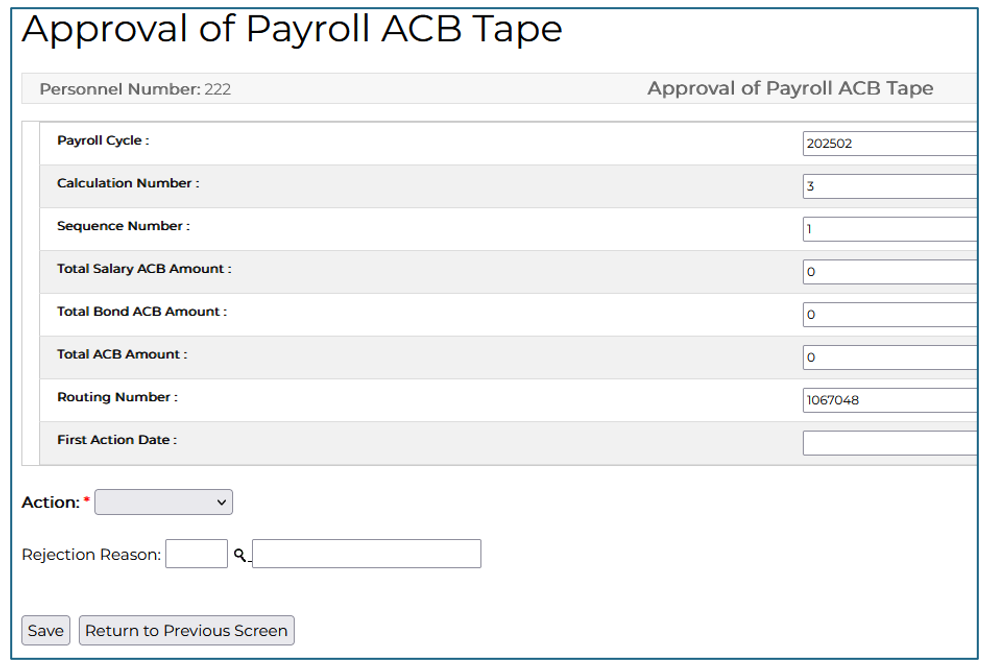 Approval of Payroll ACB Tape
Personnel Number: 222 Approval of Payroll ACB Tape
Payroll Cycle : 202502
Calculation Number : 3
Sequence Number : 1
Total Salary ACB Amount : 0
Total Bond ACB Amount : 0
Total ACB Amount : 0
Routing Number : 1067048
First Action Date :
Action: *
Rejection Reason:
Save Return to Previous Screen